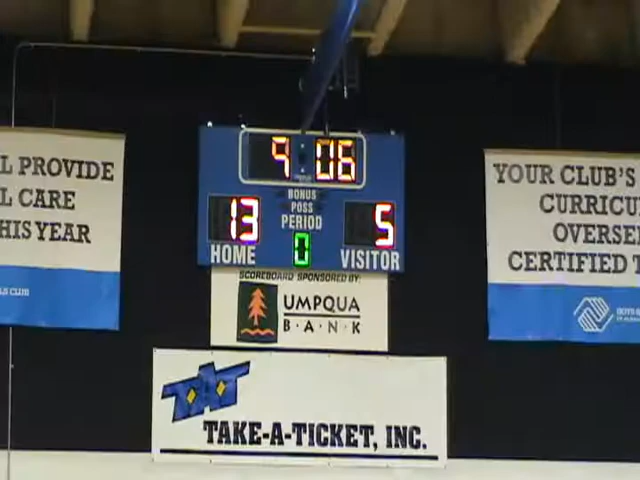 L PROVIDE
L CARE
HIS YEAR
9:06
BONUS
POSS
PERIOD
13
0
5
HOME
VISITOR
SCOREBOARD SPONSORED BY:
UMPQUA
B·A·N·K
TAT
TAKE-A-TICKET, INC.
YOUR CLUB'S
CURRICU
OVERSE
CERTIFIED T